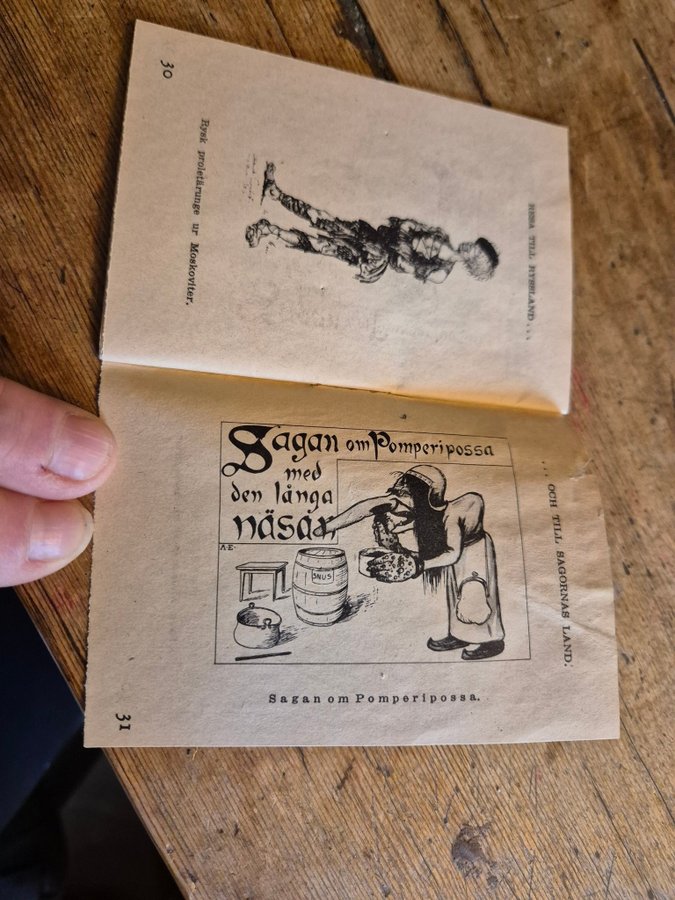 RESA TILL RYSSLAND...
Rysk proletärunge ur Moskoviter.
30
... OCH TILL SAGORNAS LAND:
Sagan om Pomperipossa
med
den långa
näsan
A·E·
SNUS
Sagan om Pomperipossa.
31